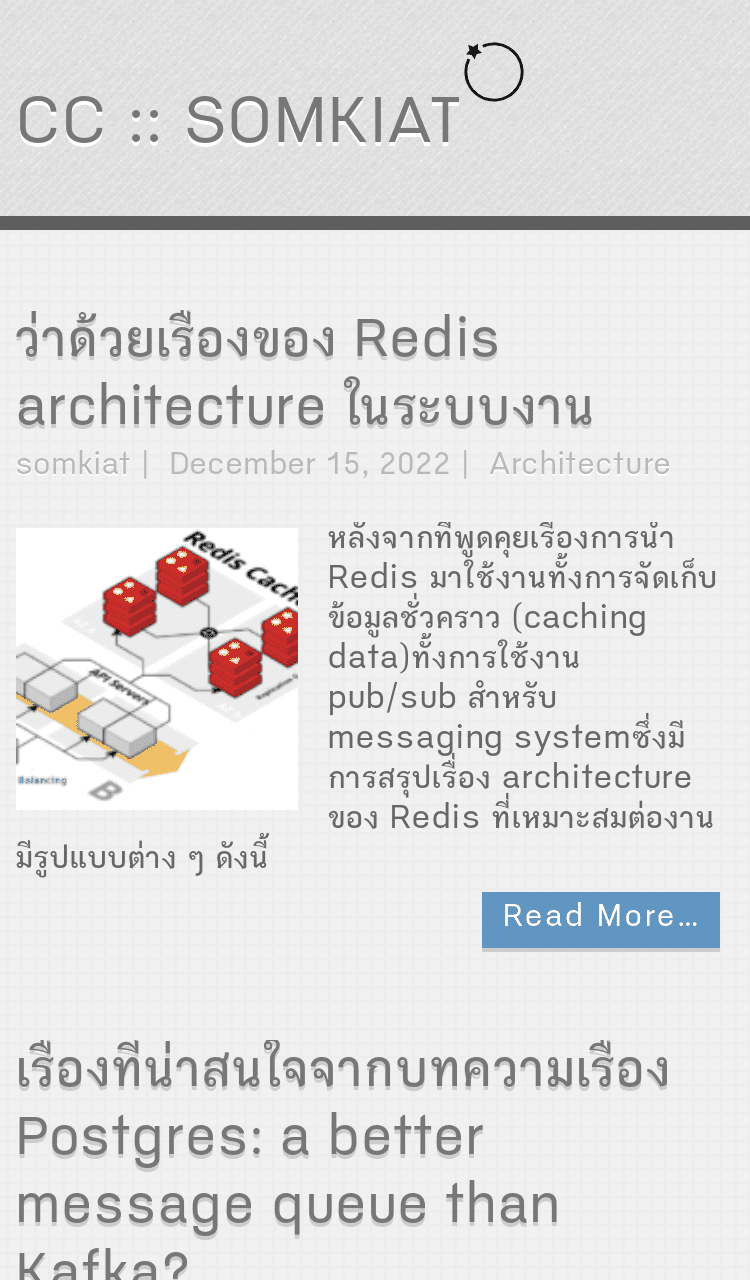 CC :: SOMKIAT
ว่าด้วยเรื่องของ Redis
architecture ในระบบงาน
somkiat | December 15, 2022 | Architecture
Redis Cach
API Servers
Balancing
B
หลังจากที่พูดคุยเรื่องการนำ
Redis มาใช้งานทั้งการจัดเก็บ
ข้อมูลชั่วคราว (caching
data)ทั้งการใช้งาน
pub/sub สำหรับ
messaging systemซึ่งมี
การสรุปเรื่อง architecture
ของ Redis ที่เหมาะสมต่องาน
มีรูปแบบต่าง ๆ ดังนี้
Read More…
เรื่องที่น่าสนใจจากบทความเรื่อง
Postgres: a better
message queue than
Kafka?